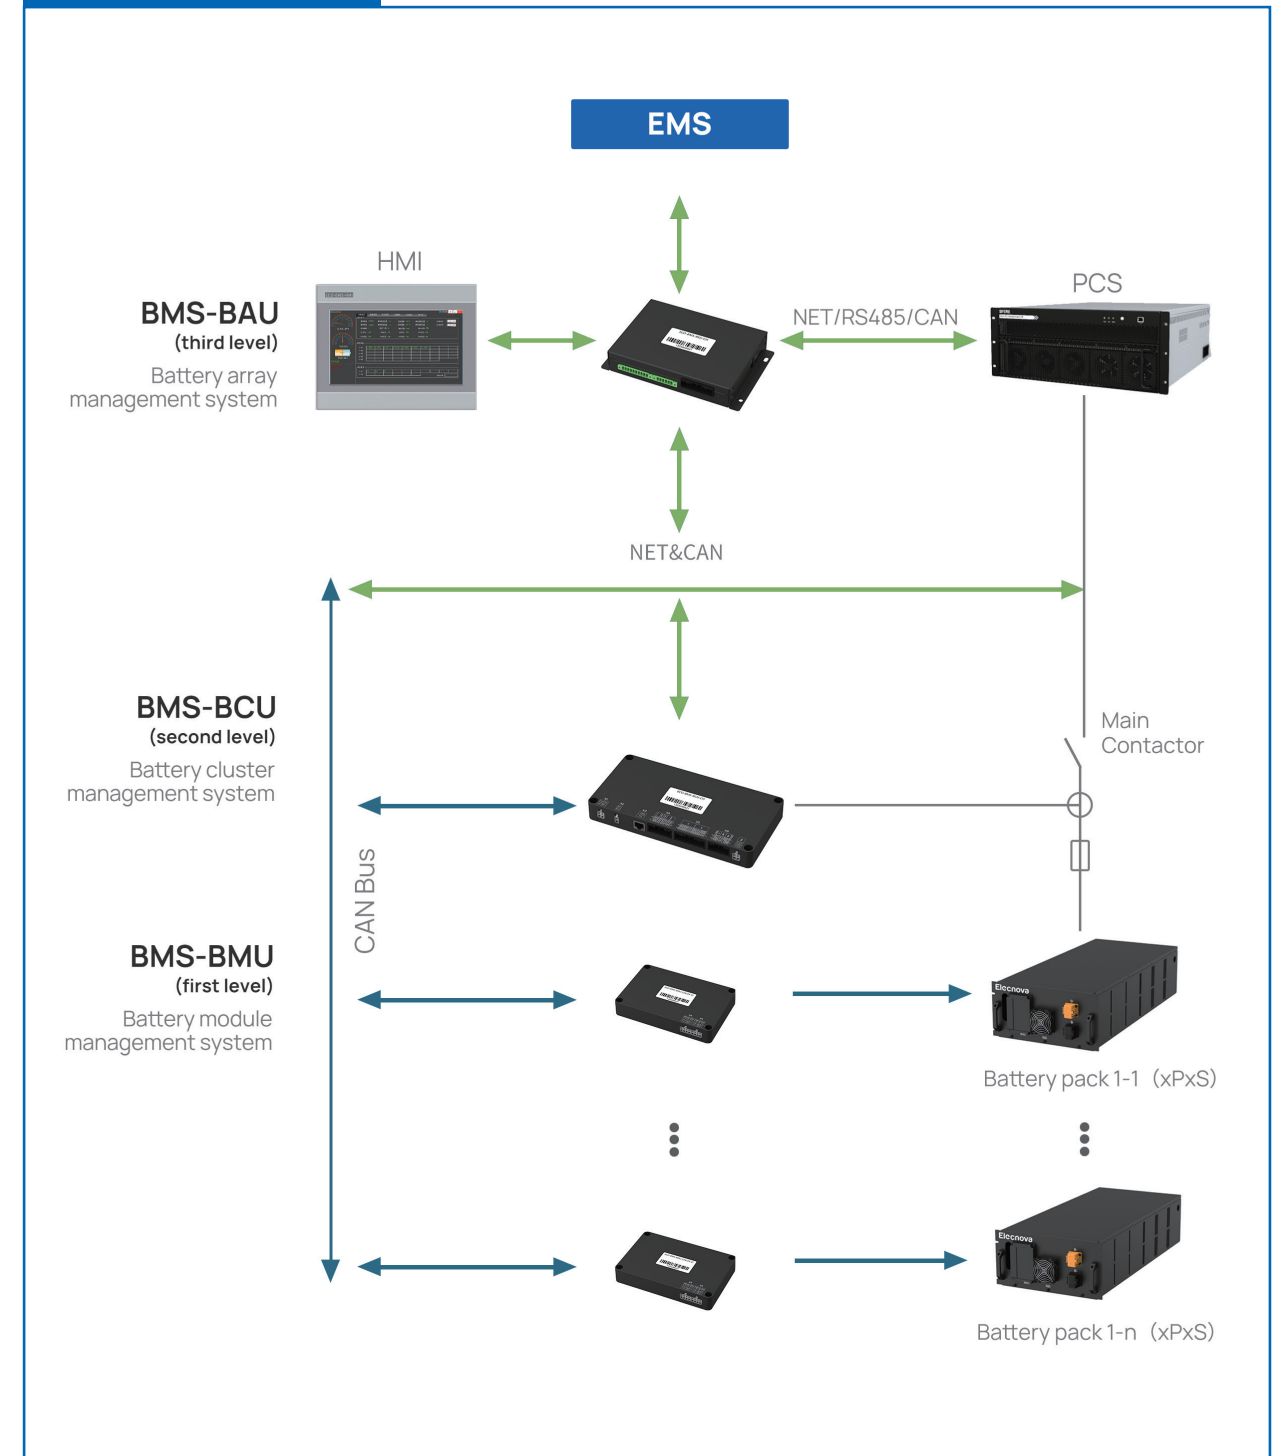 EMS
HMI
PCS
BMS-BAU
(third level)
Battery array
management system
NET/RS485/CAN
NET&CAN
BMS-BCU
(second level)
Battery cluster
management system
Main
Contactor
CAN Bus
BMS-BMU
(first level)
Battery module
management system
Elecnova
Battery pack 1-1（xPxS）
Elecnova
Battery pack 1-n（xPxS）